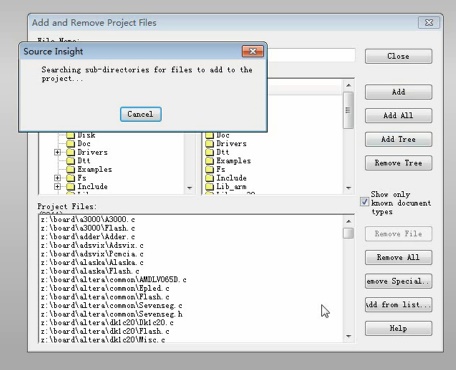 Add and Remove Project Files
File Name:
Close
Source Insight
Searching sub-directories for files to add to the
project...
Cancel
Add
Add All
Add Tree
Remove Tree
Disk
Doc
Drivers
Dtt
Examples
Fs
Include
Doc
Drivers
Dtt
Examples
Fs
Include
Lib_arm
Show only
known document
types
Project Files:
z:\board\a3000\A3000.c
z:\board\a3000\Flash.c
z:\board\adder\Adder.c
z:\board\adsvix\Adsvix.c
z:\board\adsvix\Pcmcia.c
z:\board\alaska\Alaska.c
z:\board\alaska\Flash.c
z:\board\altera\common\AMDLV065D.c
z:\board\altera\common\Epled.c
z:\board\altera\common\Flash.c
z:\board\altera\common\Sevenseg.c
z:\board\altera\common\Sevenseg.h
z:\board\altera\dk1c20\Dk1c20.c
z:\board\altera\dk1c20\Flash.c
z:\board\altera\dk1c20\Misc.c
Remove File
Remove All
emove Special..
dd from list...
Help